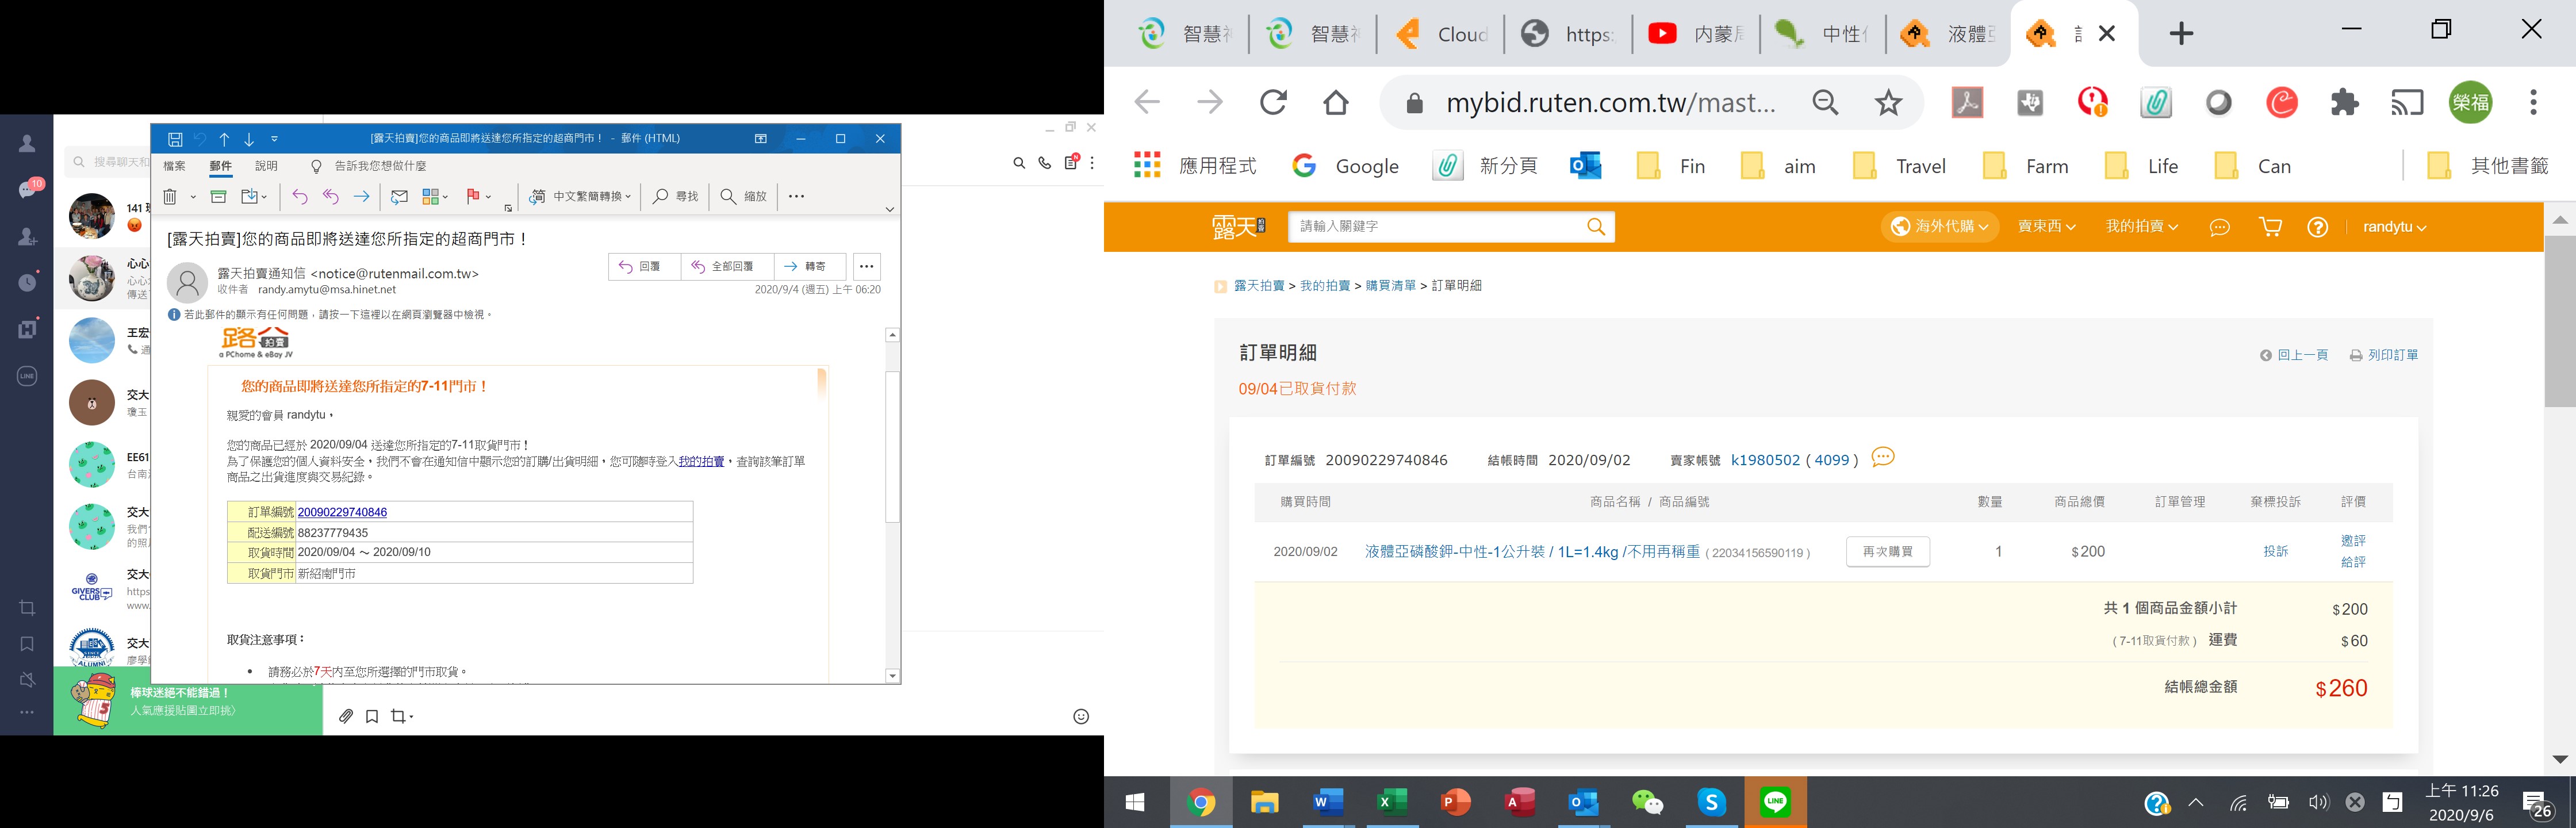 [露天拍賣]您的商品即將送達您所指定的超商門市！ - 郵件 (HTML)
檔案 郵件 說明 告訴我您想做什麼
中文繁簡轉換 尋找 縮放
[露天拍賣]您的商品即將送達您所指定的超商門市！
露天拍賣通知信 <notice@rutenmail.com.tw>
收件者 randy.amytu@msa.hinet.net
回覆 全部回覆 轉寄
2020/9/4 (週五) 上午 06:20
若此郵件的顯示有任何問題，請按一下這裡以在網頁瀏覽器中檢視。
a PChome & eBay JV
您的商品即將送達您所指定的7-11門市！
親愛的會員 randytu，
您的商品已經於 2020/09/04 送達您所指定的7-11取貨門市！
為了保護您的個人資料安全，我們不會在通知信中顯示您的訂購/出貨明細，您可隨時登入我的拍賣，查詢該筆訂單
商品之出貨進度與交易紀錄。
訂單編號 20090229740846
配送編號 88237779435
取貨時間 2020/09/04 ～ 2020/09/10
取貨門市 新紹南門市
取貨注意事項：
• 請務必於7天內至您所選擇的門市取貨。
10
搜尋聊天和
141
心心
心心
傳送
王宏
通
交大
瓊玉
EE61
台南
交大
我們
的照
交大
GIVERS CLUB
https
www.
交大
ALUMNI
廖學
LINE
棒球迷絕不能錯過！
人氣應援貼圖立即挑〉
智慧 智慧 Cloud https: 內蒙 中性 液體亞
mybid.ruten.com.tw/mast...
榮福
應用程式 Google 新分頁 Fin aim Travel Farm Life Can 其他書籤
露天拍賣 請輸入關鍵字 海外代購 賣東西 我的拍賣 randytu
露天拍賣 > 我的拍賣 > 購買清單 > 訂單明細
訂單明細
回上一頁 列印訂單
09/04已取貨付款
訂單編號 20090229740846 結帳時間 2020/09/02 賣家帳號 k1980502 ( 4099 )
購買時間 商品名稱 / 商品編號 數量 商品總價 訂單管理 棄標投訴 評價
2020/09/02 液體亞磷酸鉀-中性-1公升裝 / 1L=1.4kg /不用再稱重 ( 22034156590119 ) 再次購買 1 $200 投訴 邀評
給評
共 1 個商品金額小計 $200
( 7-11取貨付款 ) 運費 $60
結帳總金額 $260
上午 11:26
2020/9/6
26